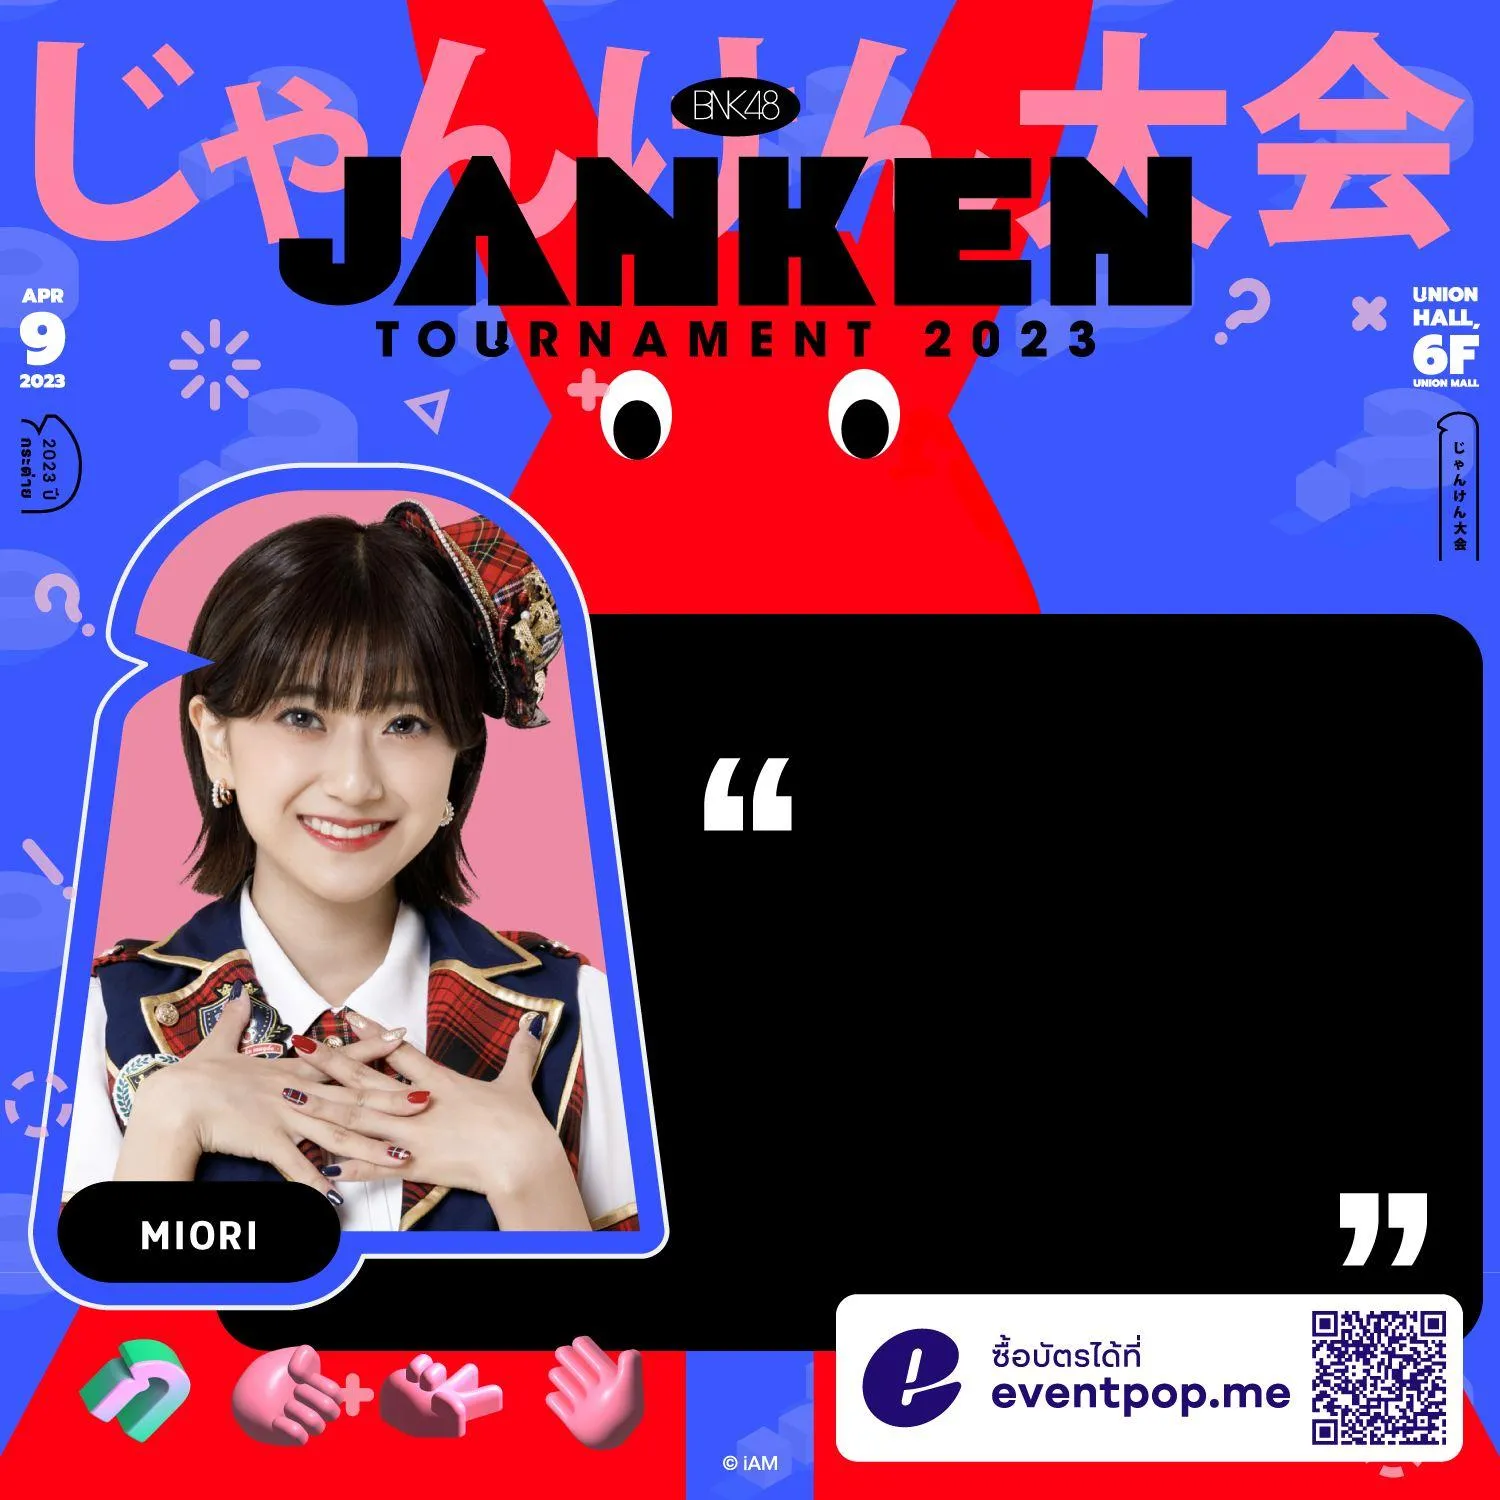 じゃんけん大会
BNK48
JANKEN
TOURNAMENT 2023
APR
9
2023
2023 ปี
กระต่าย
UNION
HALL,
6F
UNION MALL
じゃんけん大会
“
”
MIORI
ก
ซื้อบัตรได้ที่
eventpop.me
© iAM